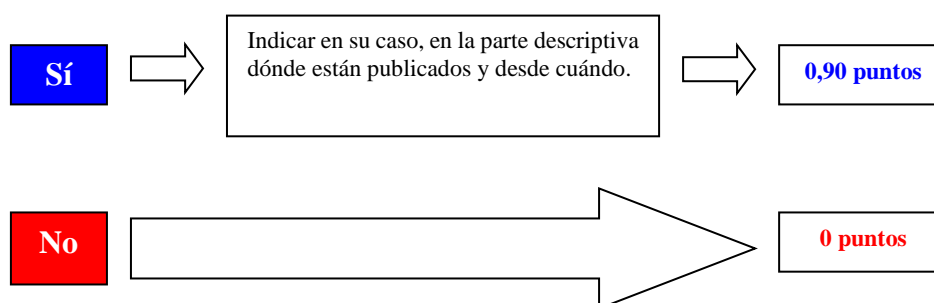 Sí
Indicar en su caso, en la parte descriptiva
dónde están publicados y desde cuándo.
0,90 puntos
No
0 puntos